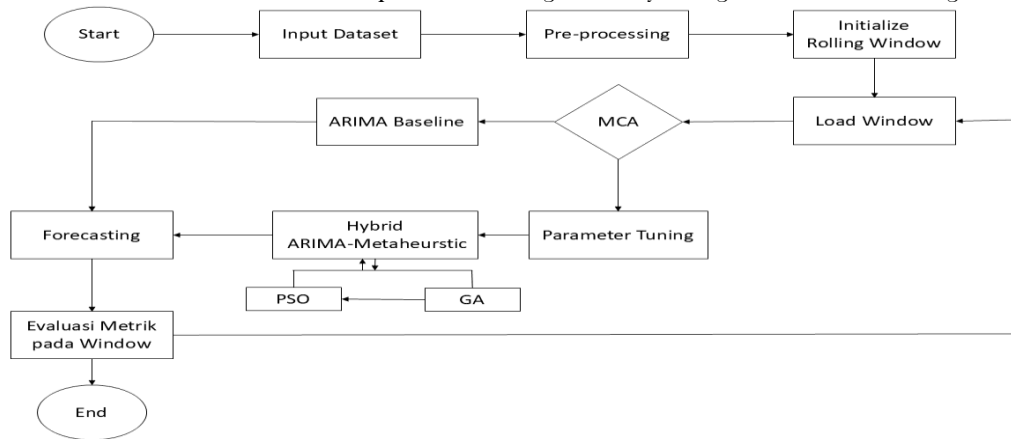 Start
Input Dataset
Pre-processing
Initialize
Rolling Window
ARIMA Baseline
MCA
Load Window
Forecasting
Hybrid
ARIMA-Metaheurstic
Parameter Tuning
PSO
GA
Evaluasi Metrik
pada Window
End